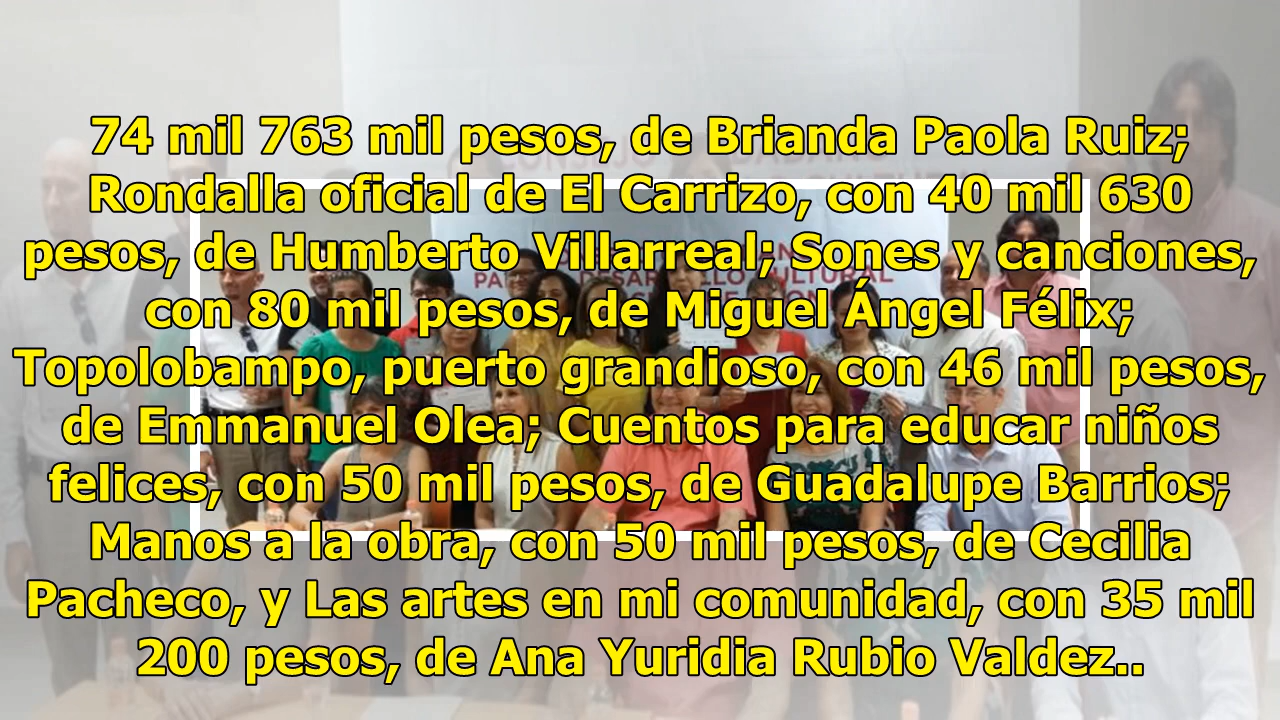 74 mil 763 mil pesos, de Brianda Paola Ruiz;
Rondalla oficial de El Carrizo, con 40 mil 630
pesos, de Humberto Villarreal; Sones y canciones,
con 80 mil pesos, de Miguel Ángel Félix;
Topolobampo, puerto grandioso, con 46 mil pesos,
de Emmanuel Olea; Cuentos para educar niños
felices, con 50 mil pesos, de Guadalupe Barrios;
Manos a la obra, con 50 mil pesos, de Cecilia
Pacheco, y Las artes en mi comunidad, con 35 mil
200 pesos, de Ana Yuridia Rubio Valdez..